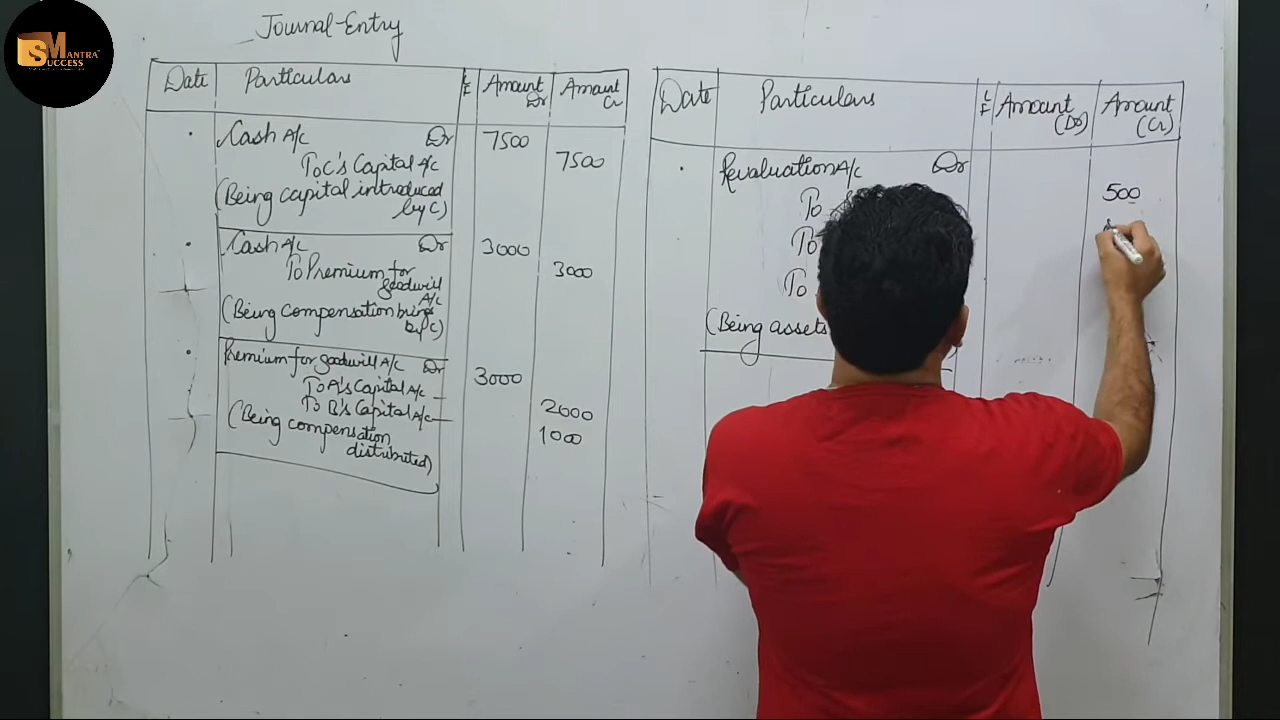 SM MANTRA
SUCCESS
Journal-Entry
Date Particulars L.F. Amount Dr Amount Cr
Cash A/c Dr 7500
To C's Capital A/c 7500
(Being capital introduced
by C)
Cash A/c Dr 3000
To Premium for
goodwill
A/c 3000
(Being compensation bring
by C)
Premium for goodwill A/c Dr 3000
To A's Capital A/c 2000
To B's Capital A/c 1000
(Being compensation
distributed)
Date Particulars LF Amount (Dr) Amount (Cr)
Revaluation A/c Dr
To 500
To
To
(Being assets